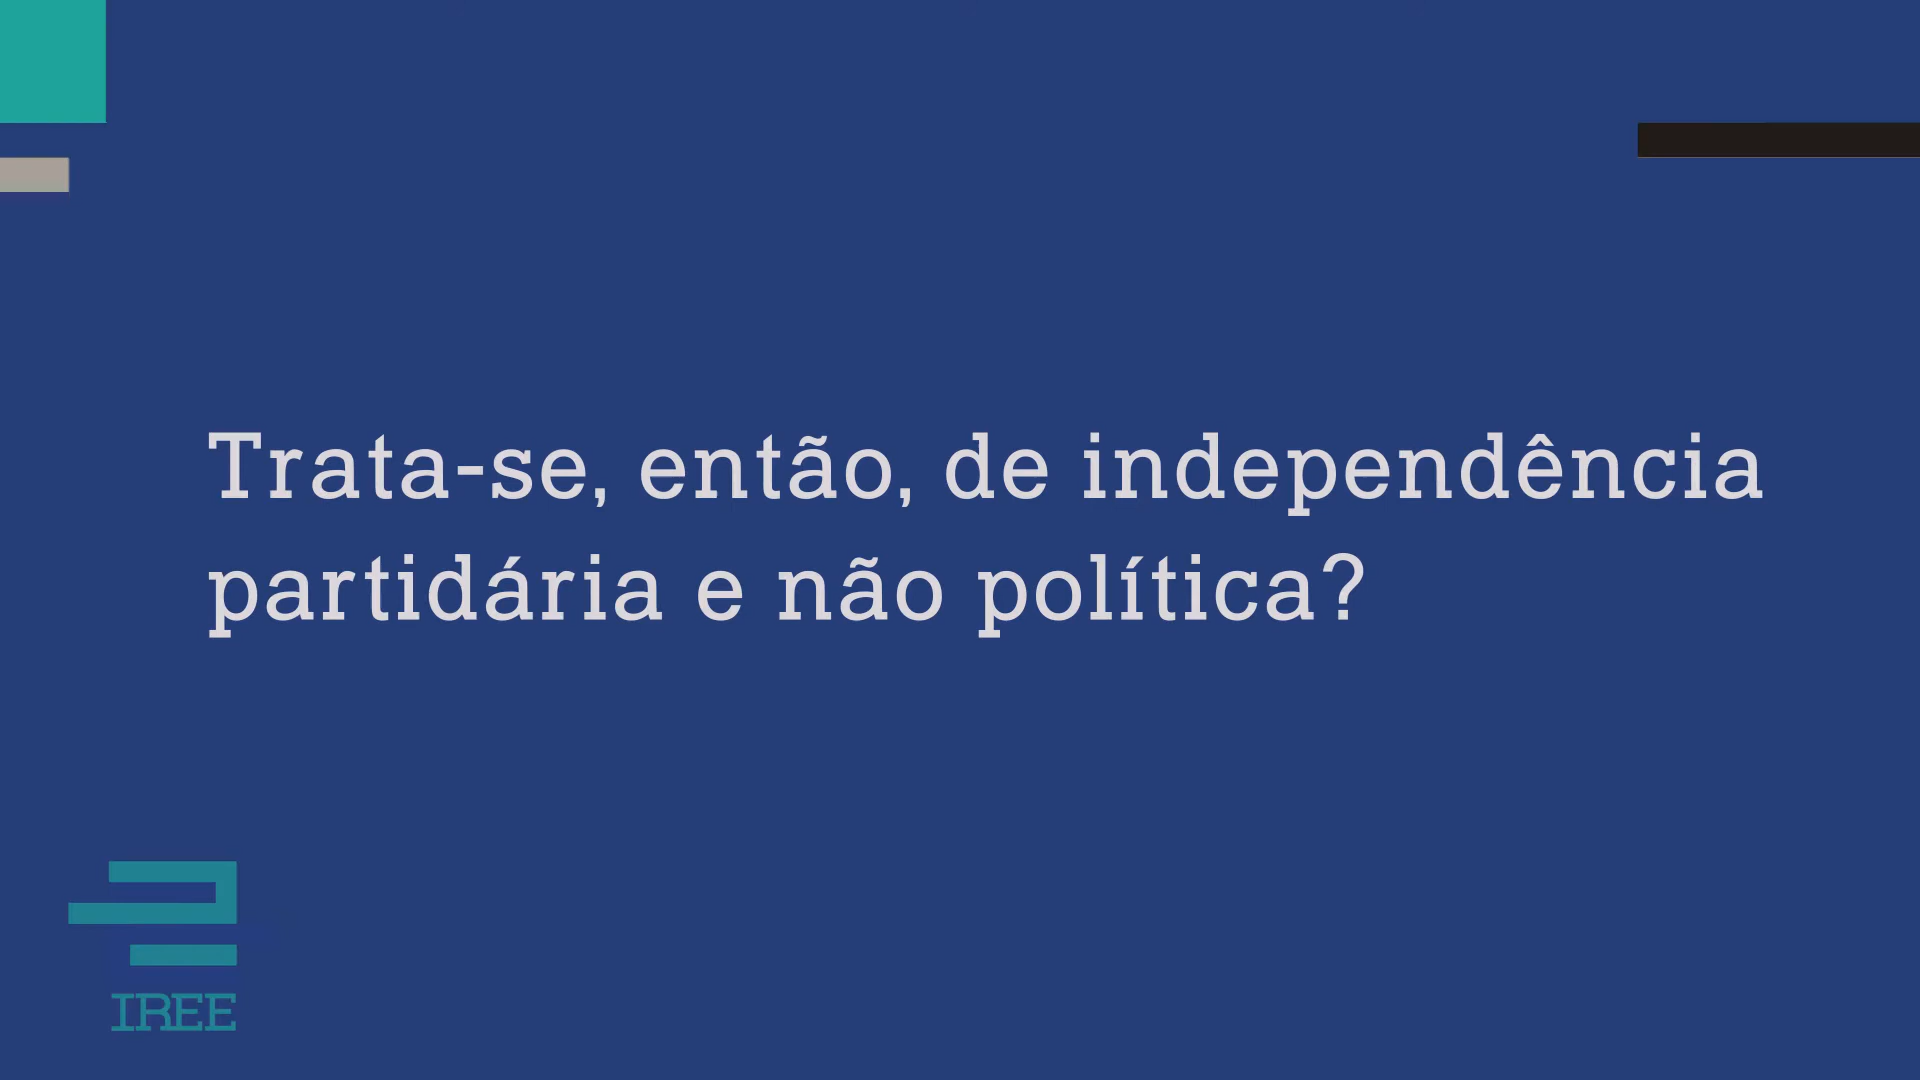 Trata-se, então, de independência
partidária e não política?
IREE